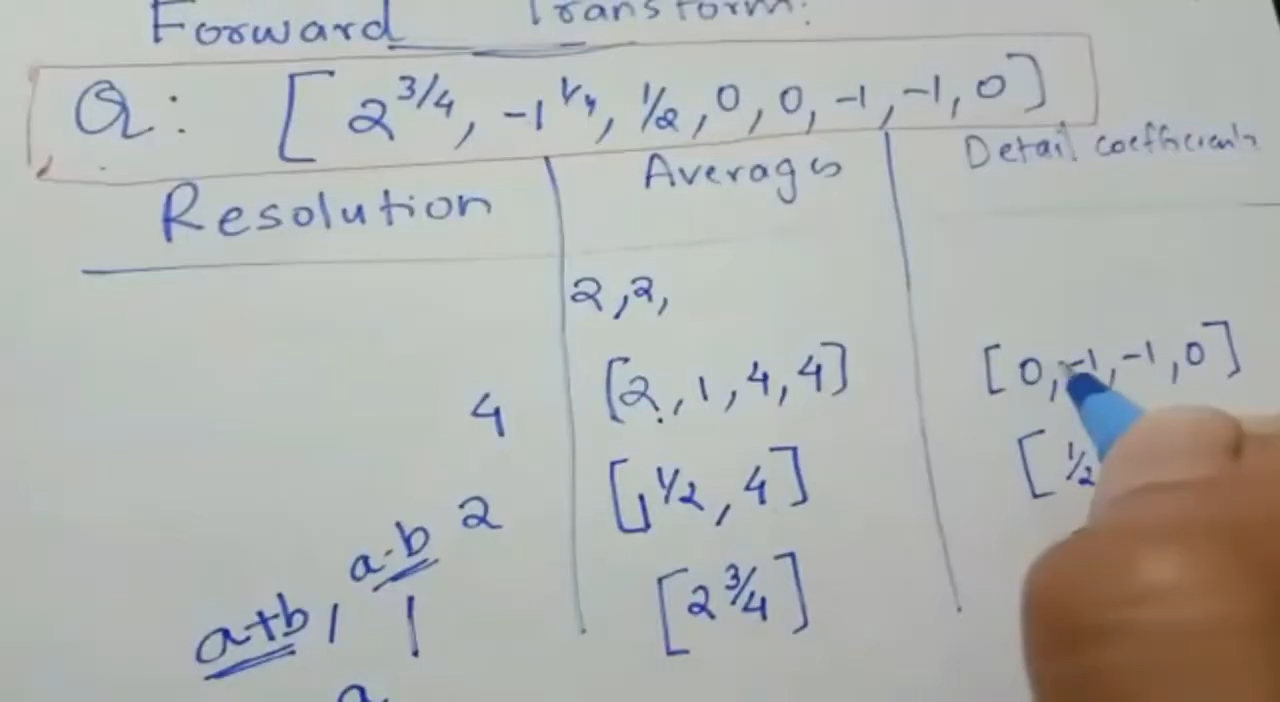 Forward Transform:
Q: [2 3/4, -1 1/4, 1/2, 0, 0, -1, -1, 0]
Resolution Averages Detail coefficients
2, 2,
4 [2, 1, 4, 4] [0, -1, -1, 0]
2 [1 1/2, 4] [1/2
1 [2 3/4]
a+b, a-b